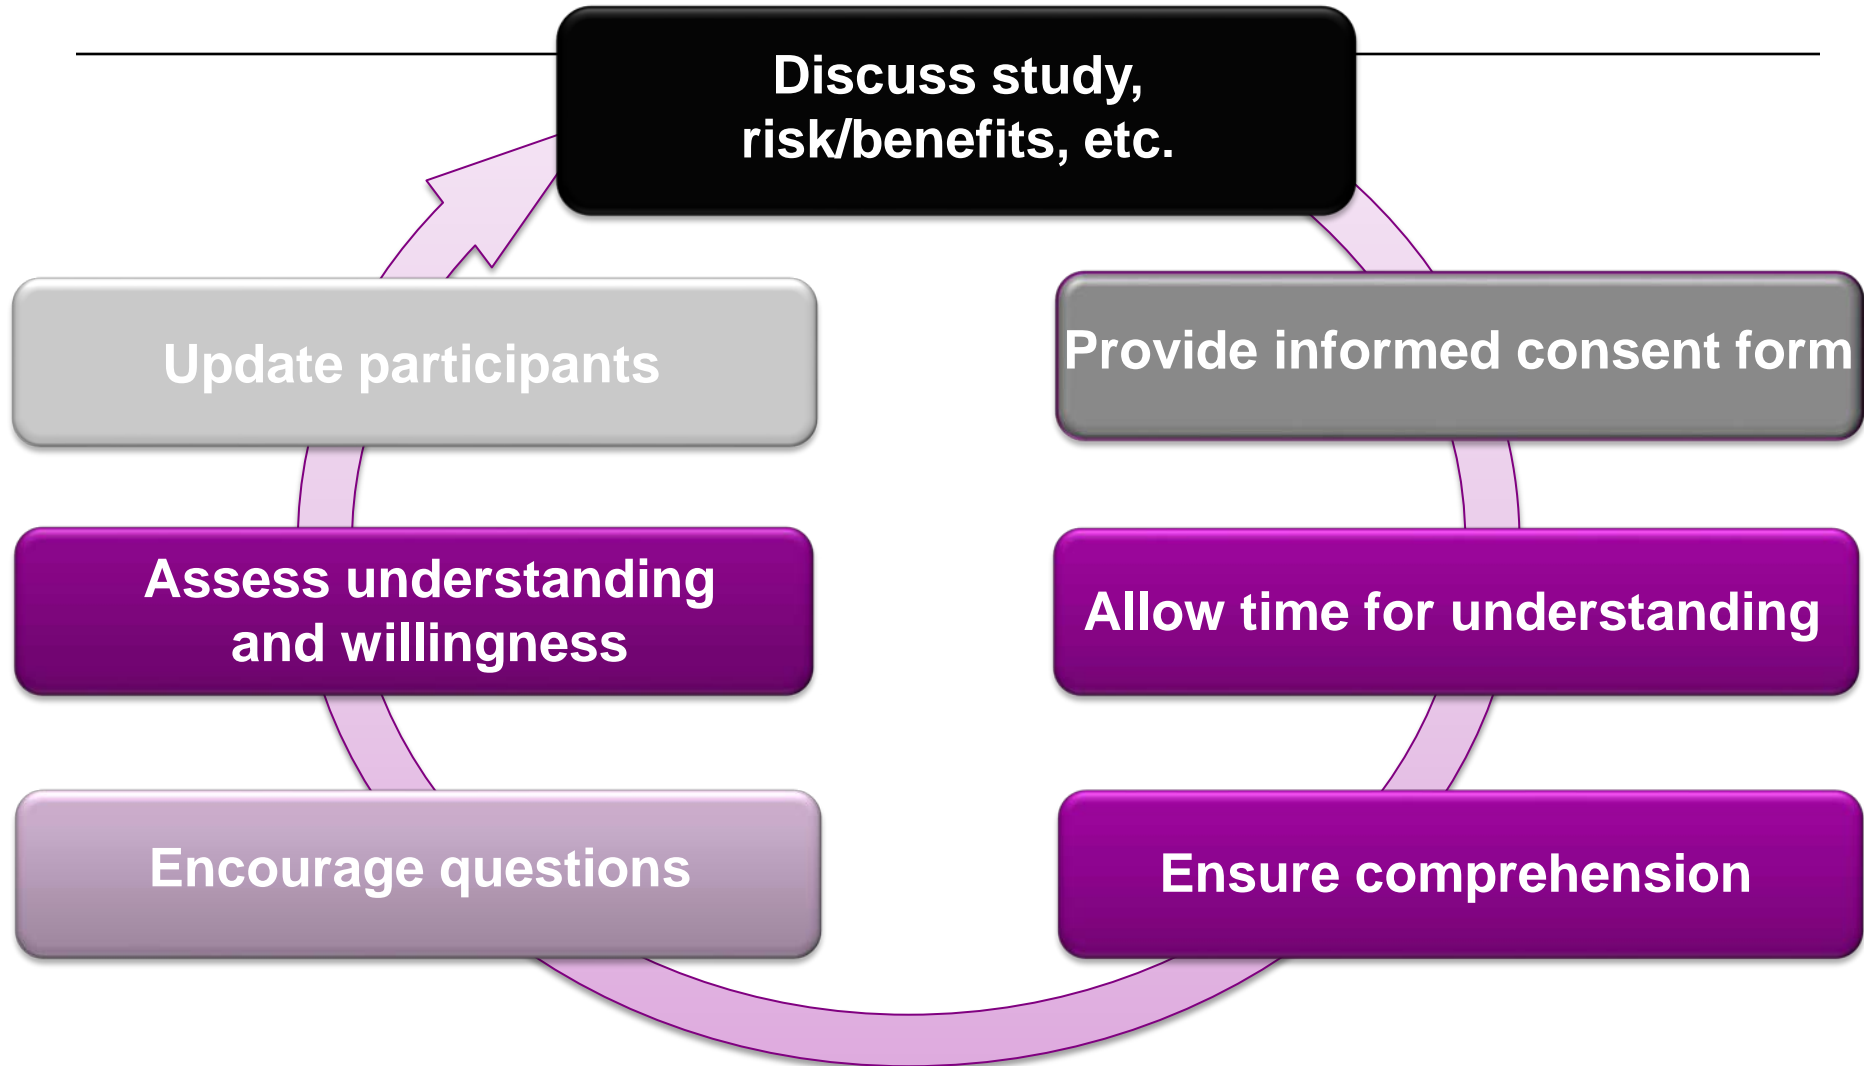 Discuss study,
risk/benefits, etc.
Provide informed consent form
Allow time for understanding
Ensure comprehension
Encourage questions
Assess understanding
and willingness
Update participants